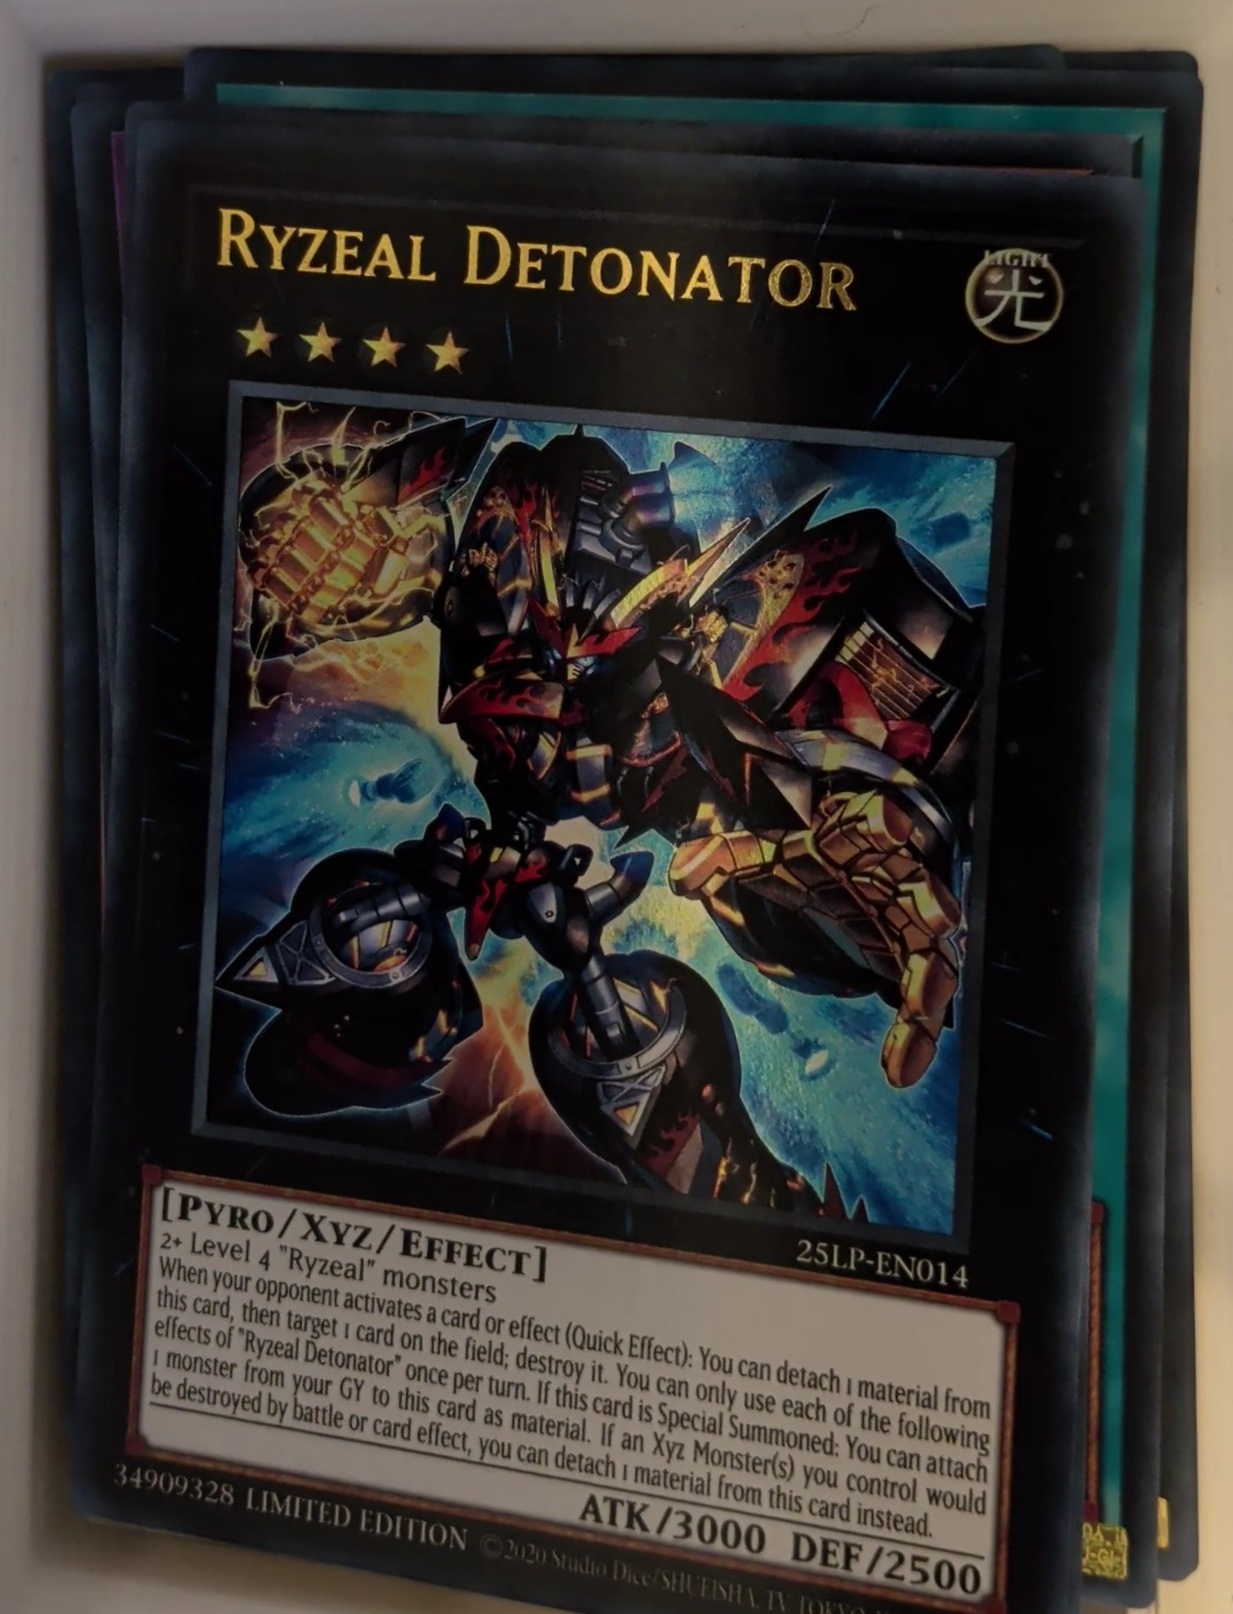 RYZEAL DETONATOR
LIGHT
光
25LP-EN014
[PYRO/XYZ/EFFECT]
2+ Level 4 "Ryzeal" monsters
When your opponent activates a card or effect (Quick Effect): You can detach 1 material from
this card, then target 1 card on the field; destroy it. You can only use each of the following
effects of "Ryzeal Detonator" once per turn. If this card is Special Summoned: You can attach
1 monster from your GY to this card as material. If an Xyz Monster(s) you control would
be destroyed by battle or card effect, you can detach 1 material from this card instead.
ATK/3000 DEF/2500
34909328 LIMITED EDITION ©2020 Studio Dice/SHUEISHA, TV TOKYO